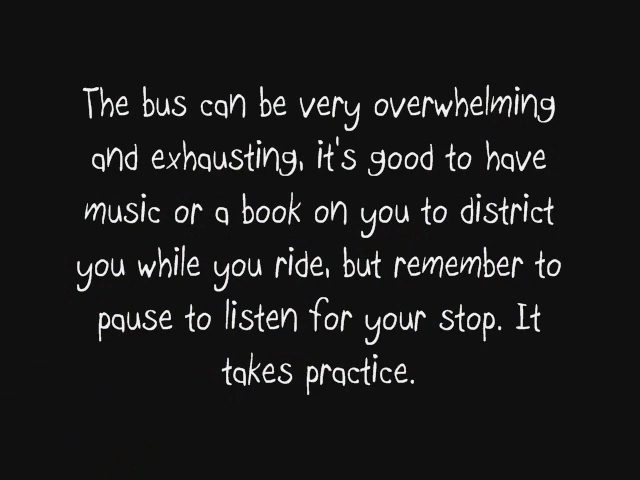 The bus can be very overwhelming
and exhausting, it's good to have
music or a book on you to district
you while you ride, but remember to
pause to listen for your stop. It
takes practice.